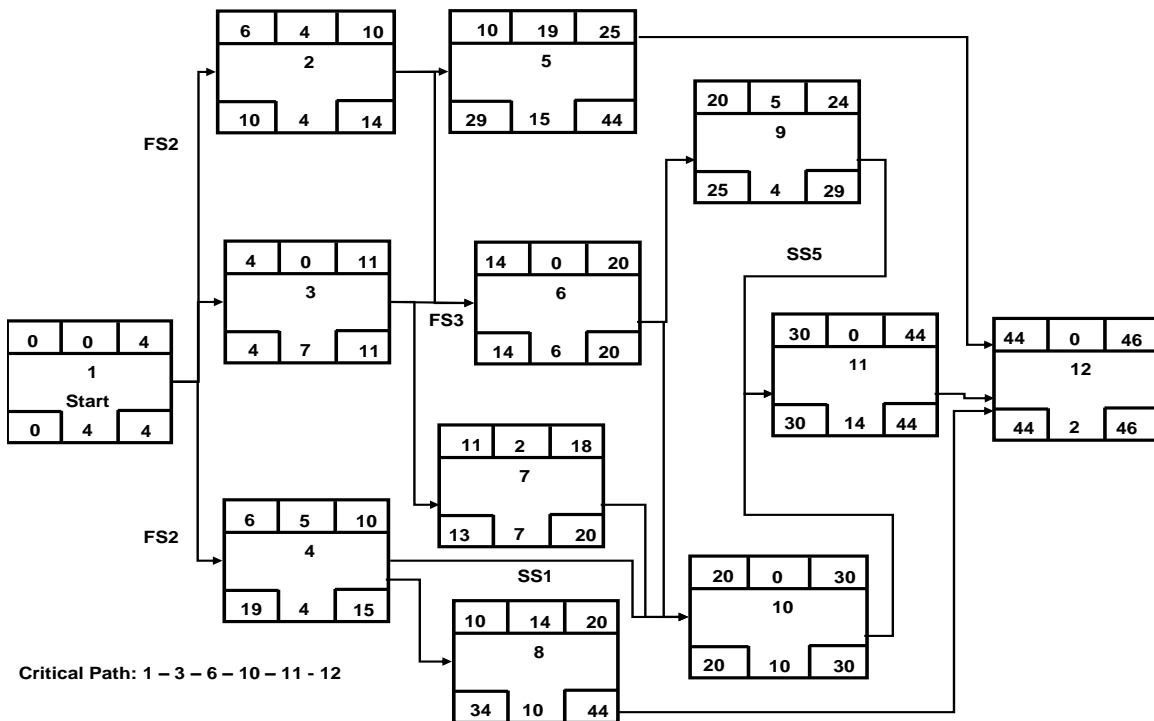 6 4 10
2
10 4 14
10 19 25
5
29 15 44
20 5 24
9
25 4 29
FS2
4 0 11
3
4 7 11
14 0 20
6
14 6 20
FS3
SS5
0 0 4
1
Start
0 4 4
30 0 44
11
30 14 44
44 0 46
12
44 2 46
11 2 18
7
13 7 20
FS2
6 5 10
4
19 4 15
SS1
10 14 20
8
34 10 44
20 0 30
10
20 10 30
Critical Path: 1 – 3 – 6 – 10 – 11 - 12